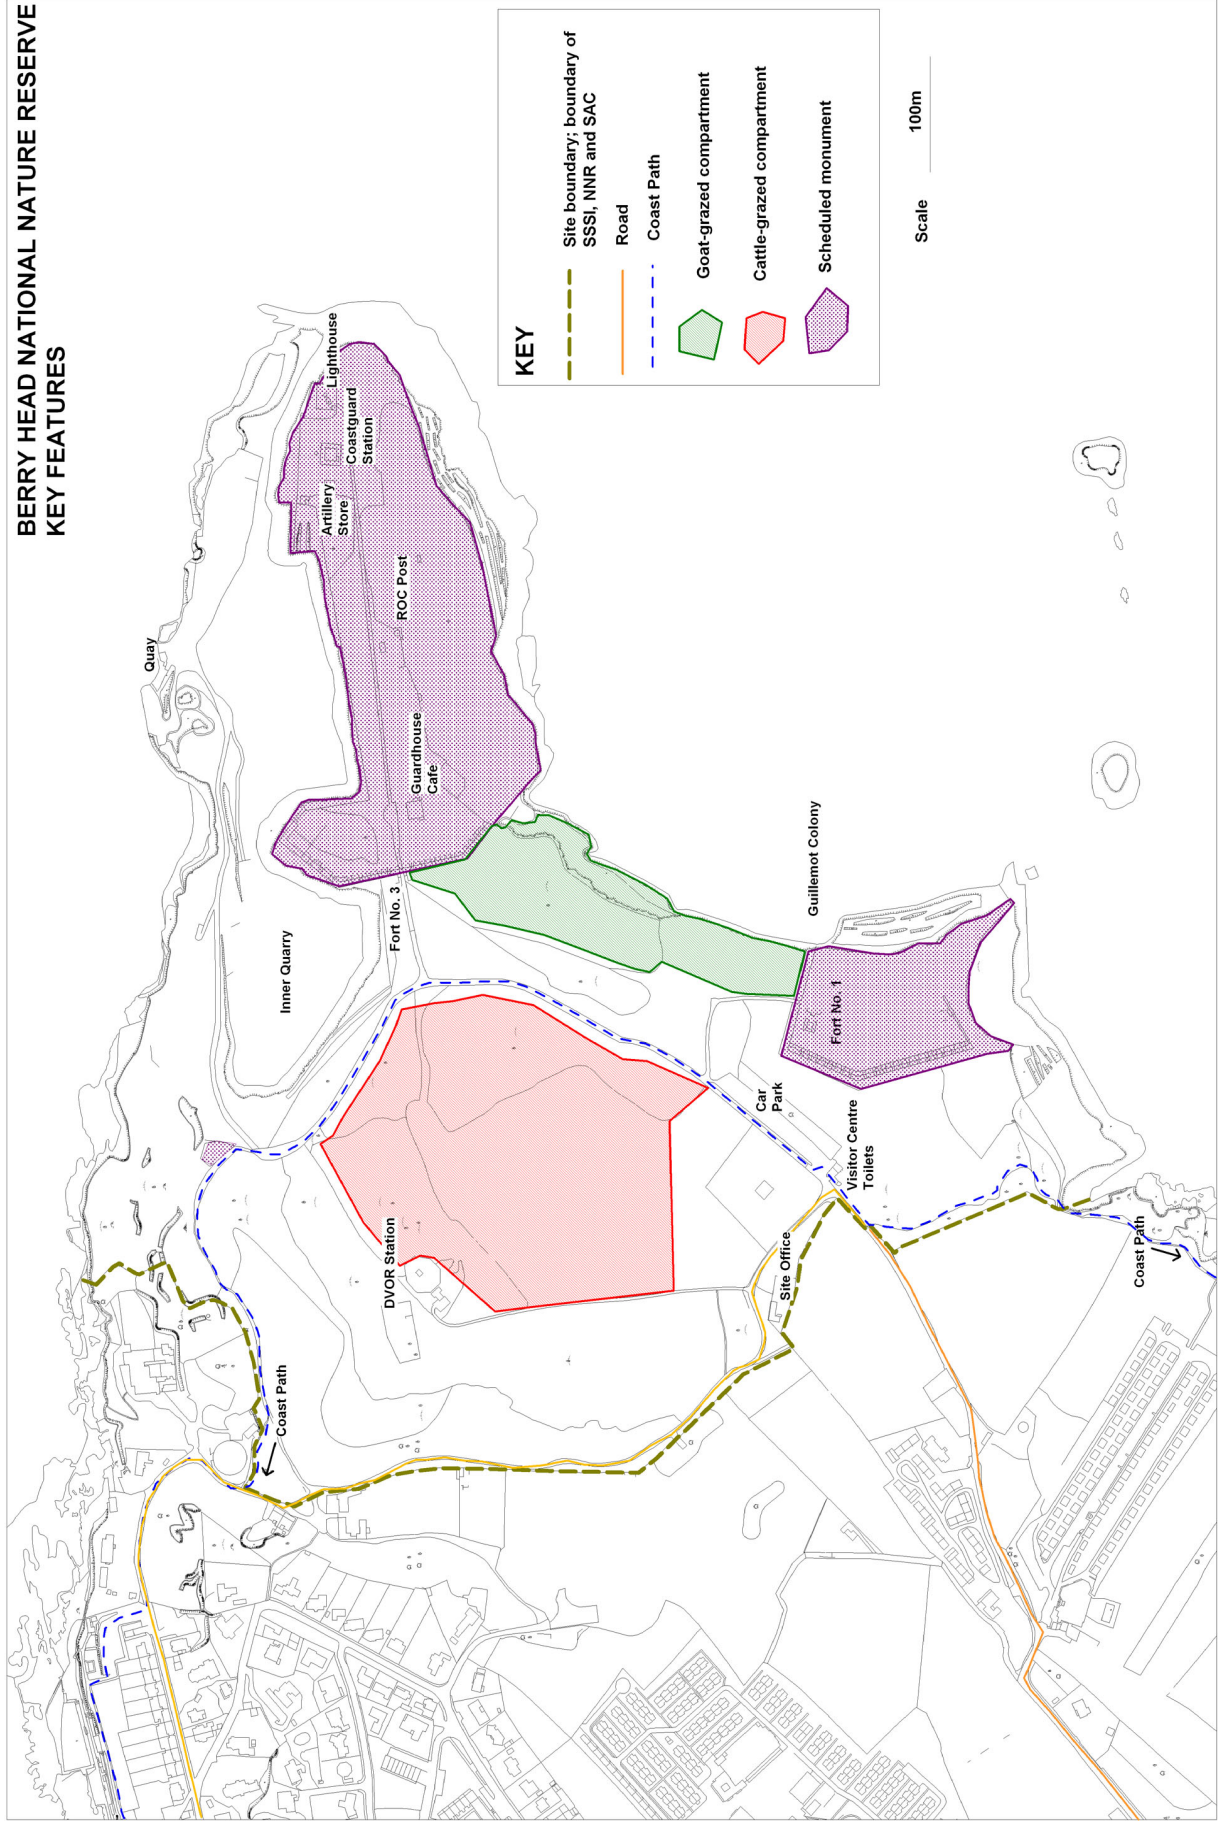 BERRY HEAD NATIONAL NATURE RESERVE
KEY FEATURES
Quay
Lighthouse
Coastguard
Station
Artillery
Store
ROC Post
Guardhouse
Cafe
Fort No. 3
Inner Quarry
Guillemot Colony
Fort No. 1
Car
Park
Visitor Centre
Toilets
DVOR Station
Site Office
Coast Path
Coast Path
KEY
Site boundary; boundary of
SSSI, NNR and SAC
Road
Coast Path
Goat-grazed compartment
Cattle-grazed compartment
Scheduled monument
Scale
100m